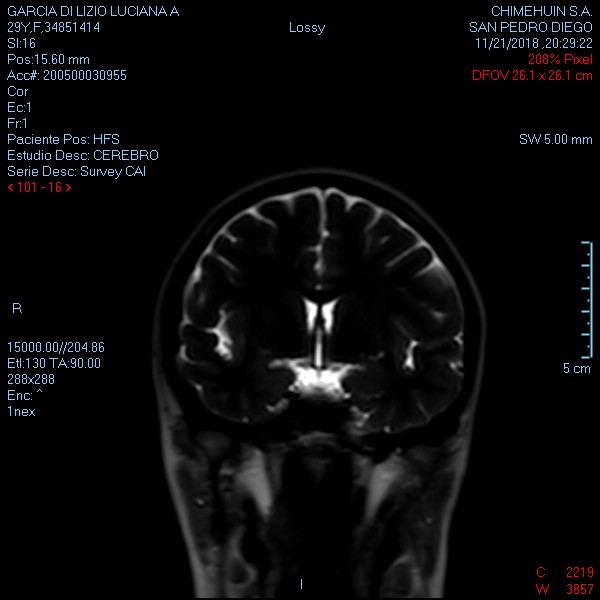 GARCIA DI LIZIO LUCIANA A
29Y,F,34851414
Sl:16
Pos:15.60 mm
Acc#: 200500030955
Cor
Ec:1
Fr:1
Paciente Pos: HFS
Estudio Desc: CEREBRO
Serie Desc: Survey CAI
< 101 - 16 >
Lossy
CHIMEHUIN S.A.
SAN PEDRO DIEGO
11/21/2018 ,20:29:22
208% Pixel
DFOV 26.1 x 26.1 cm
SW 5.00 mm
R
15000.00//204.86
Etl:130 TA:90.00
288x288
Enc: ^
1nex
5 cm
I
C 2219
W 3857